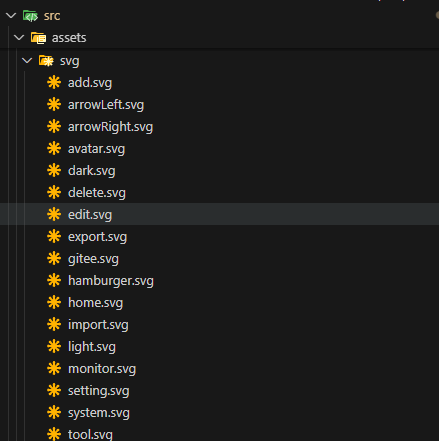 src
assets
svg
add.svg
arrowLeft.svg
arrowRight.svg
avatar.svg
dark.svg
delete.svg
edit.svg
export.svg
gitee.svg
hamburger.svg
home.svg
import.svg
light.svg
monitor.svg
setting.svg
system.svg
tool.svg